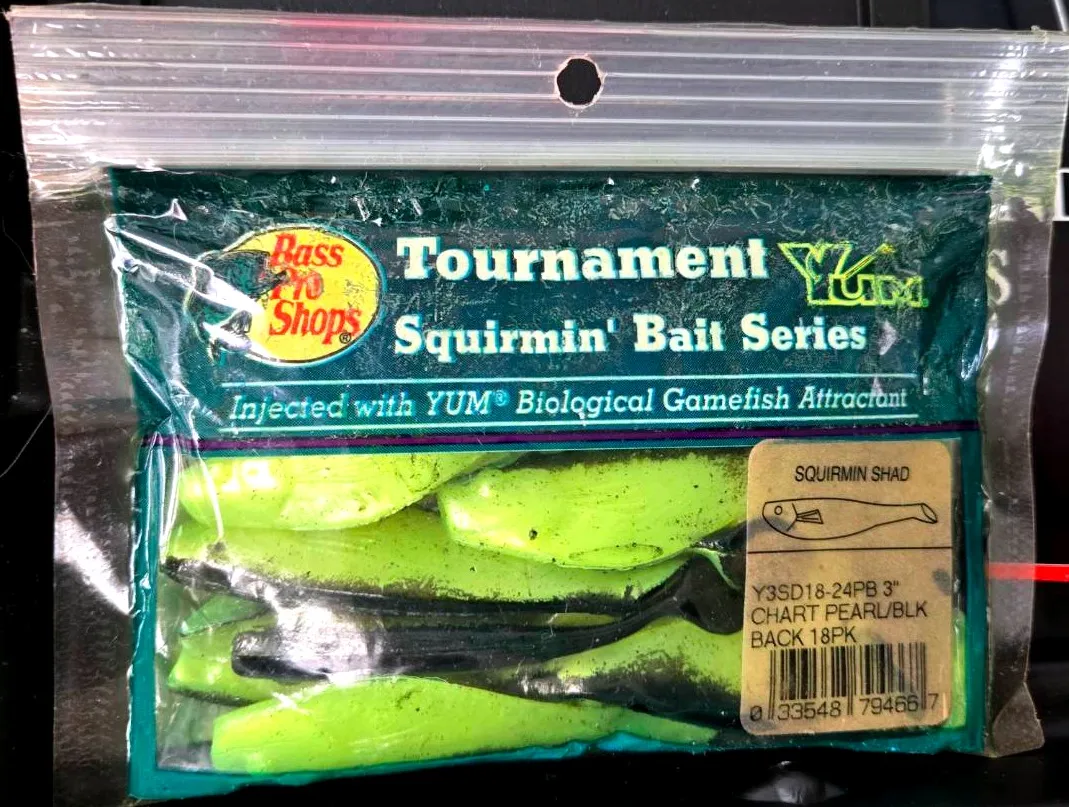 Bass
Pro
Shops®
Tournament YUM
Squirmin' Bait Series
Injected with YUM® Biological Gamefish Attractant
SQUIRMIN SHAD
Y3SD18-24PB 3"
CHART PEARL/BLK
BACK 18PK
0 33548 79466 7